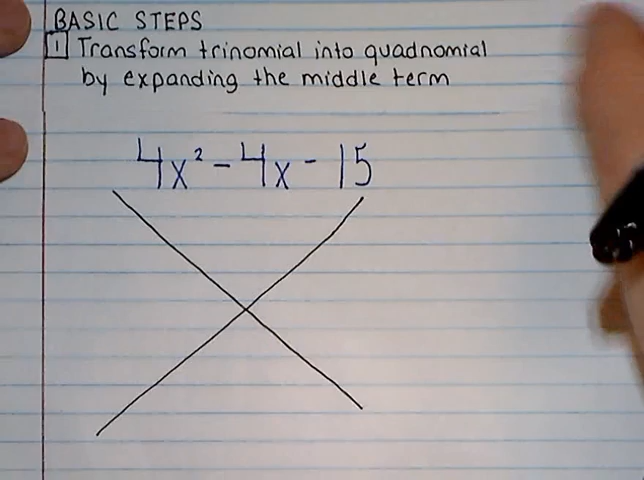 BASIC STEPS
1 Transform trinomial into quadnomial
by expanding the middle term
4x² - 4x - 15